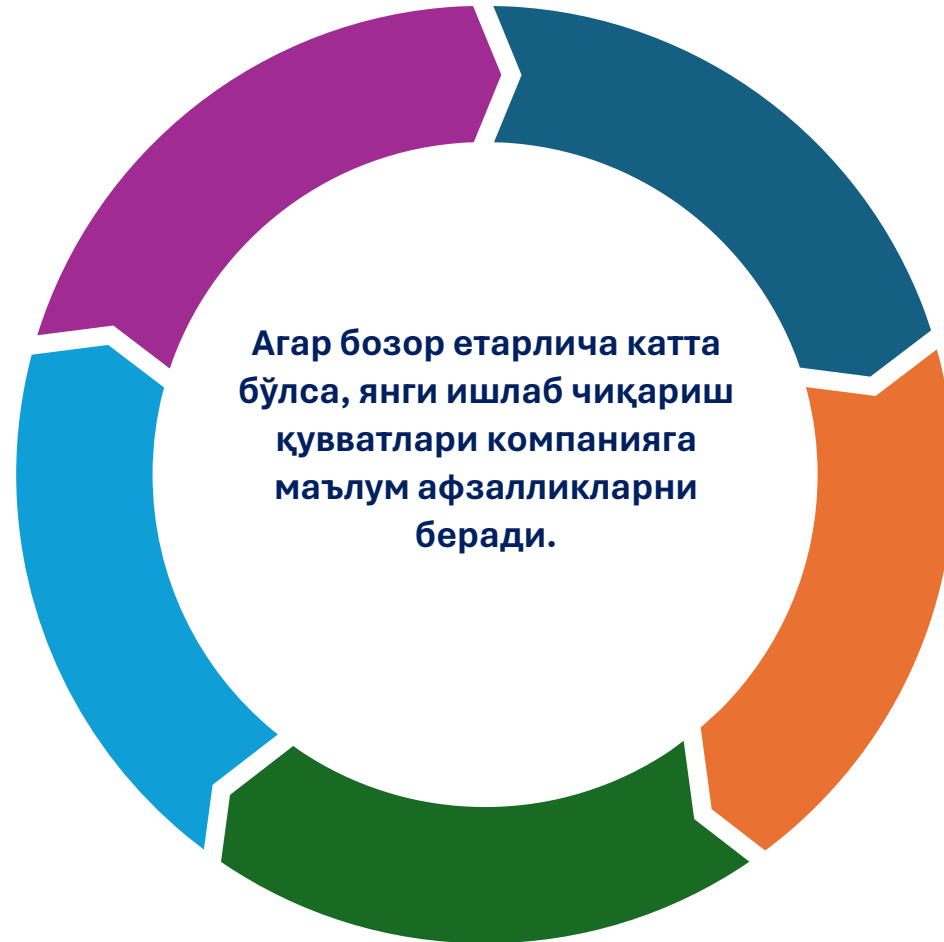 Агар бозор етарлича катта
бўлса, янги ишлаб чиқариш
қувватлари компанияга
маълум афзалликларни
беради.